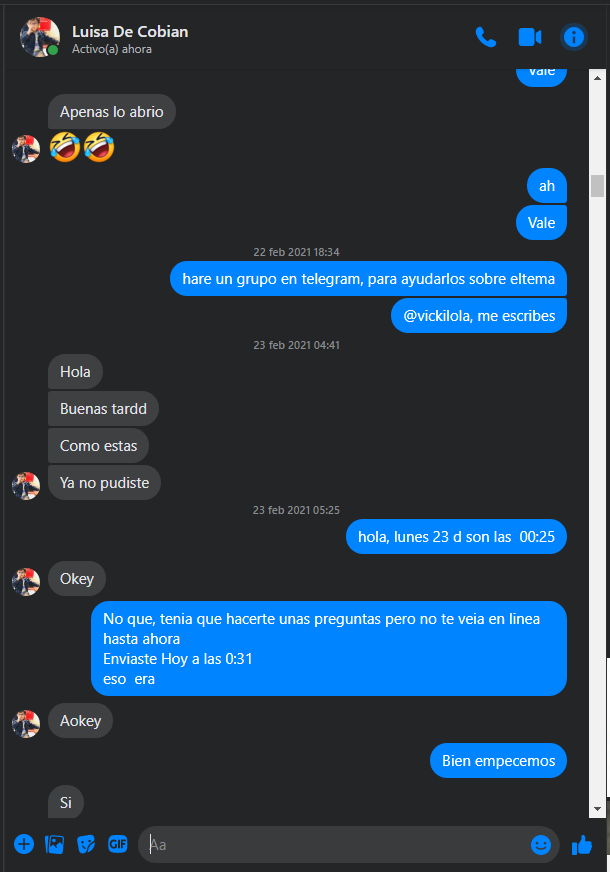 Luisa De Cobian
Activo(a) ahora
Vale
Apenas lo abrio
ah
Vale
22 feb 2021 18:34
hare un grupo en telegram, para ayudarlos sobre eltema
@vickilola, me escribes
23 feb 2021 04:41
Hola
Buenas tardd
Como estas
Ya no pudiste
23 feb 2021 05:25
hola, lunes 23 d son las  00:25
Okey
No que, tenia que hacerte unas preguntas pero no te veia en linea
hasta ahora
Enviaste Hoy a las 0:31
eso  era
Aokey
Bien empecemos
Si
GIF
Aa